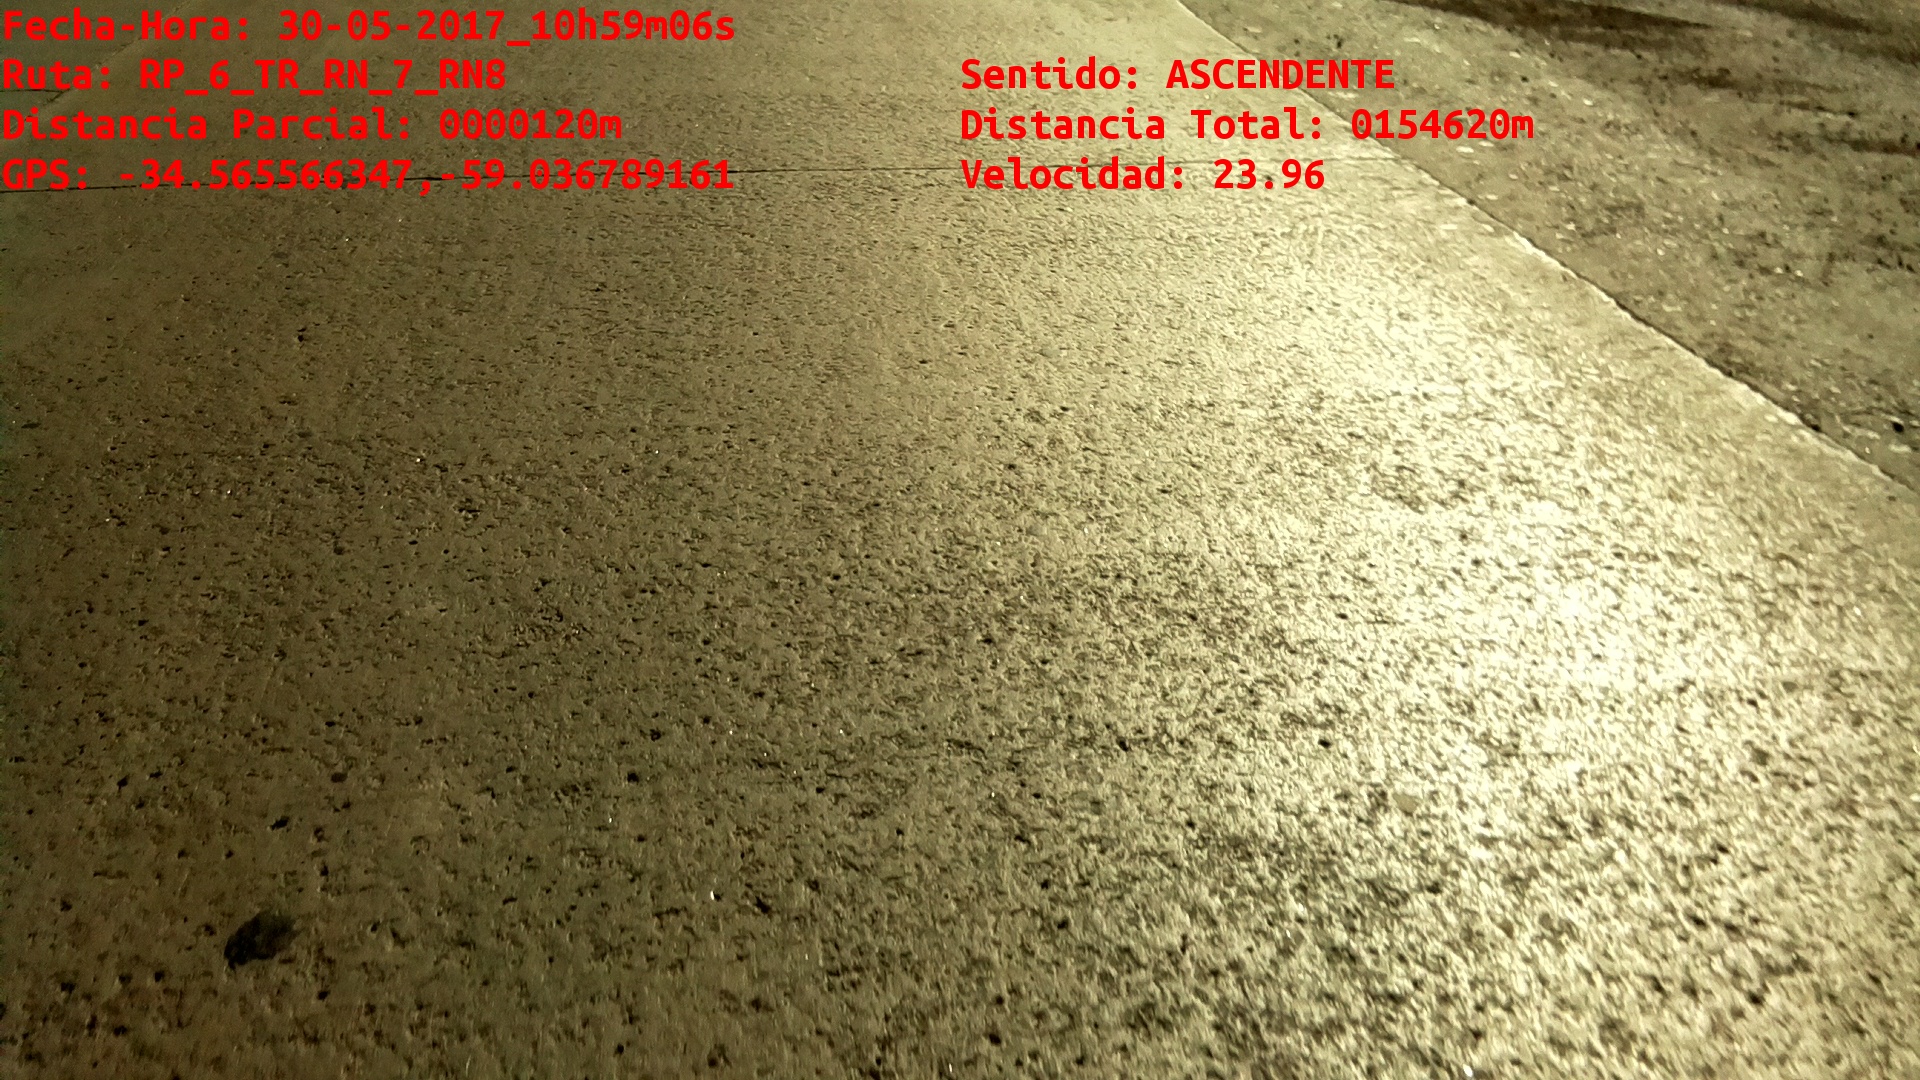 Fecha-Hora: 30-05-2017_10h59m06s
Ruta: RP_6_TR_RN_7_RN8
Sentido: ASCENDENTE
Distancia Parcial: 0000120m
Distancia Total: 0154620m
GPS: -34.565566347,-59.036789161
Velocidad: 23.96